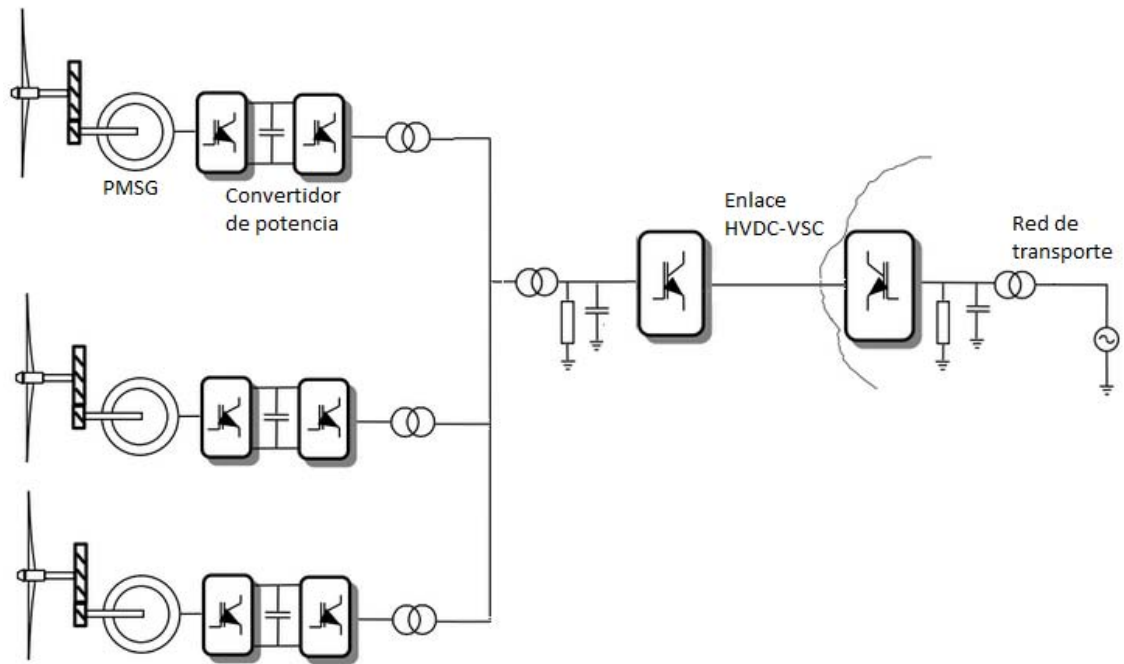 PMSG
Convertidor
de potencia
Enlace
HVDC-VSC
Red de
transporte